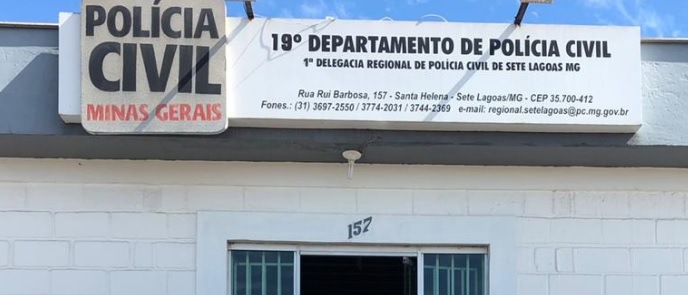 POLÍCIA
CIVIL
MINAS GERAIS
19º DEPARTAMENTO DE POLÍCIA CIVIL
1ª DELEGACIA REGIONAL DE POLÍCIA CIVIL DE SETE LAGOAS MG
Rua Rui Barbosa, 157 - Santa Helena - Sete Lagoas/MG - CEP 35.700-412
Fones.: (31) 3697-2550 / 3774-2031 / 3744-2369 e-mail: regional.setelagoas@pc.mg.gov.br
157